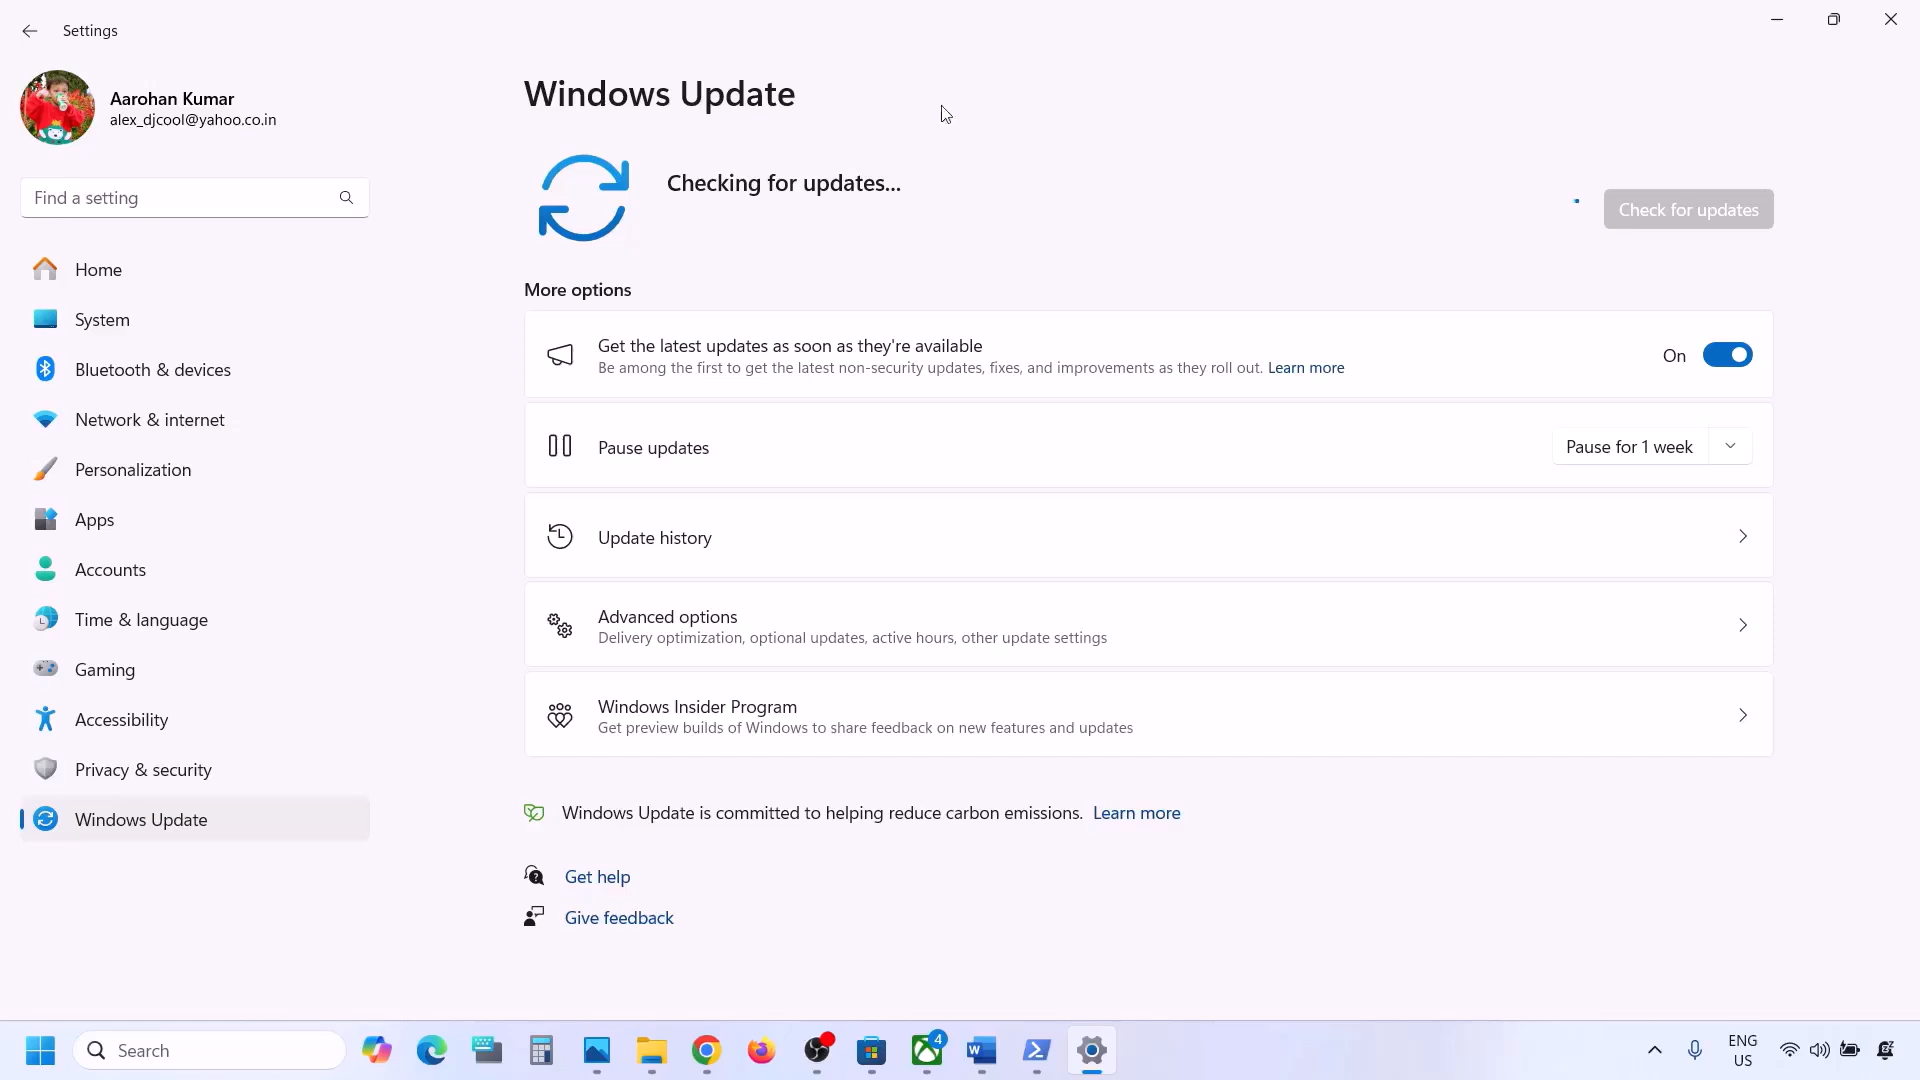 Settings
Aarohan Kumar
alex_djcool@yahoo.co.in
Find a setting
Home
System
Bluetooth & devices
Network & internet
Personalization
Apps
Accounts
Time & language
Gaming
Accessibility
Privacy & security
Windows Update
Windows Update
Checking for updates...
Check for updates
More options
Get the latest updates as soon as they're available
Be among the first to get the latest non-security updates, fixes, and improvements as they roll out. Learn more
On
Pause updates
Pause for 1 week
Update history
Advanced options
Delivery optimization, optional updates, active hours, other update settings
Windows Insider Program
Get preview builds of Windows to share feedback on new features and updates
Windows Update is committed to helping reduce carbon emissions. Learn more
Get help
Give feedback
Search
4
ENG
US